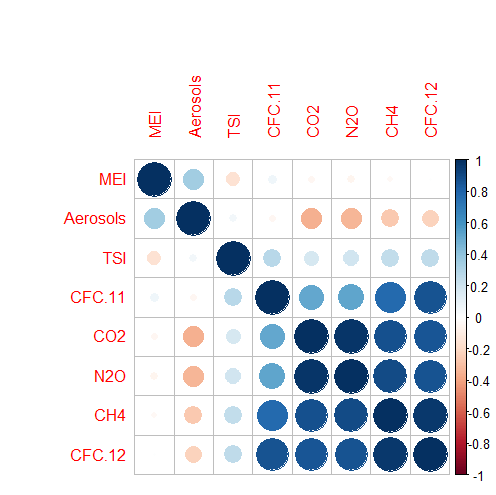 MEI
Aerosols
TSI
CFC.11
CO2
N2O
CH4
CFC.12
MEI
Aerosols
TSI
CFC.11
CO2
N2O
CH4
CFC.12
1
0.8
0.6
0.4
0.2
0
-0.2
-0.4
-0.6
-0.8
-1